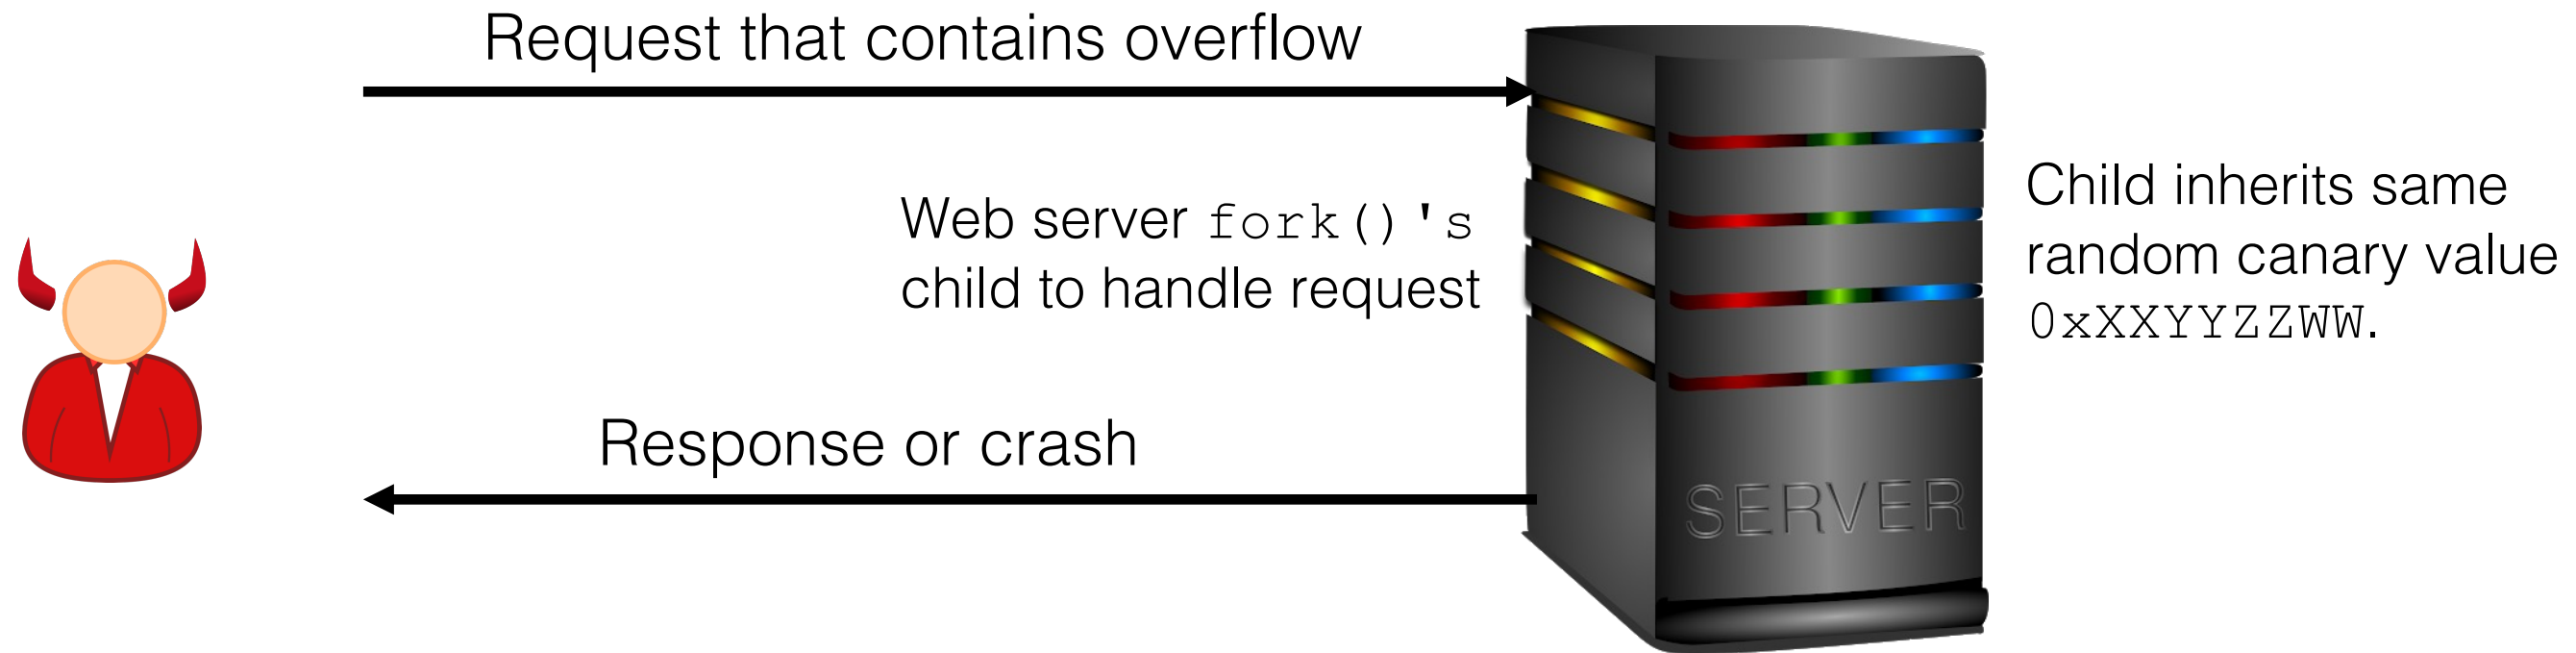 Request that contains overflow
Web server fork()'s
child to handle request
Child inherits same
random canary value
0xXXYYZZWW.
Response or crash
SERVER